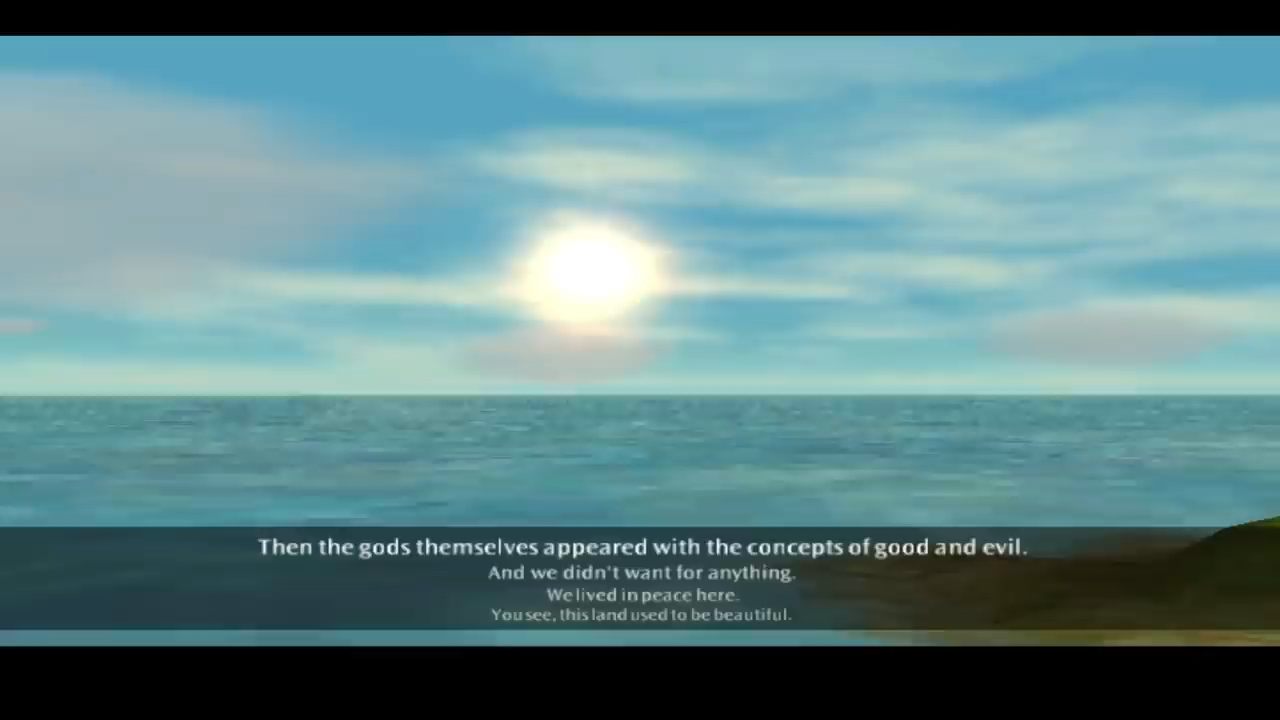 Then the gods themselves appeared with the concepts of good and evil.
And we didn't want for anything.
We lived in peace here.
You see, this land used to be beautiful.